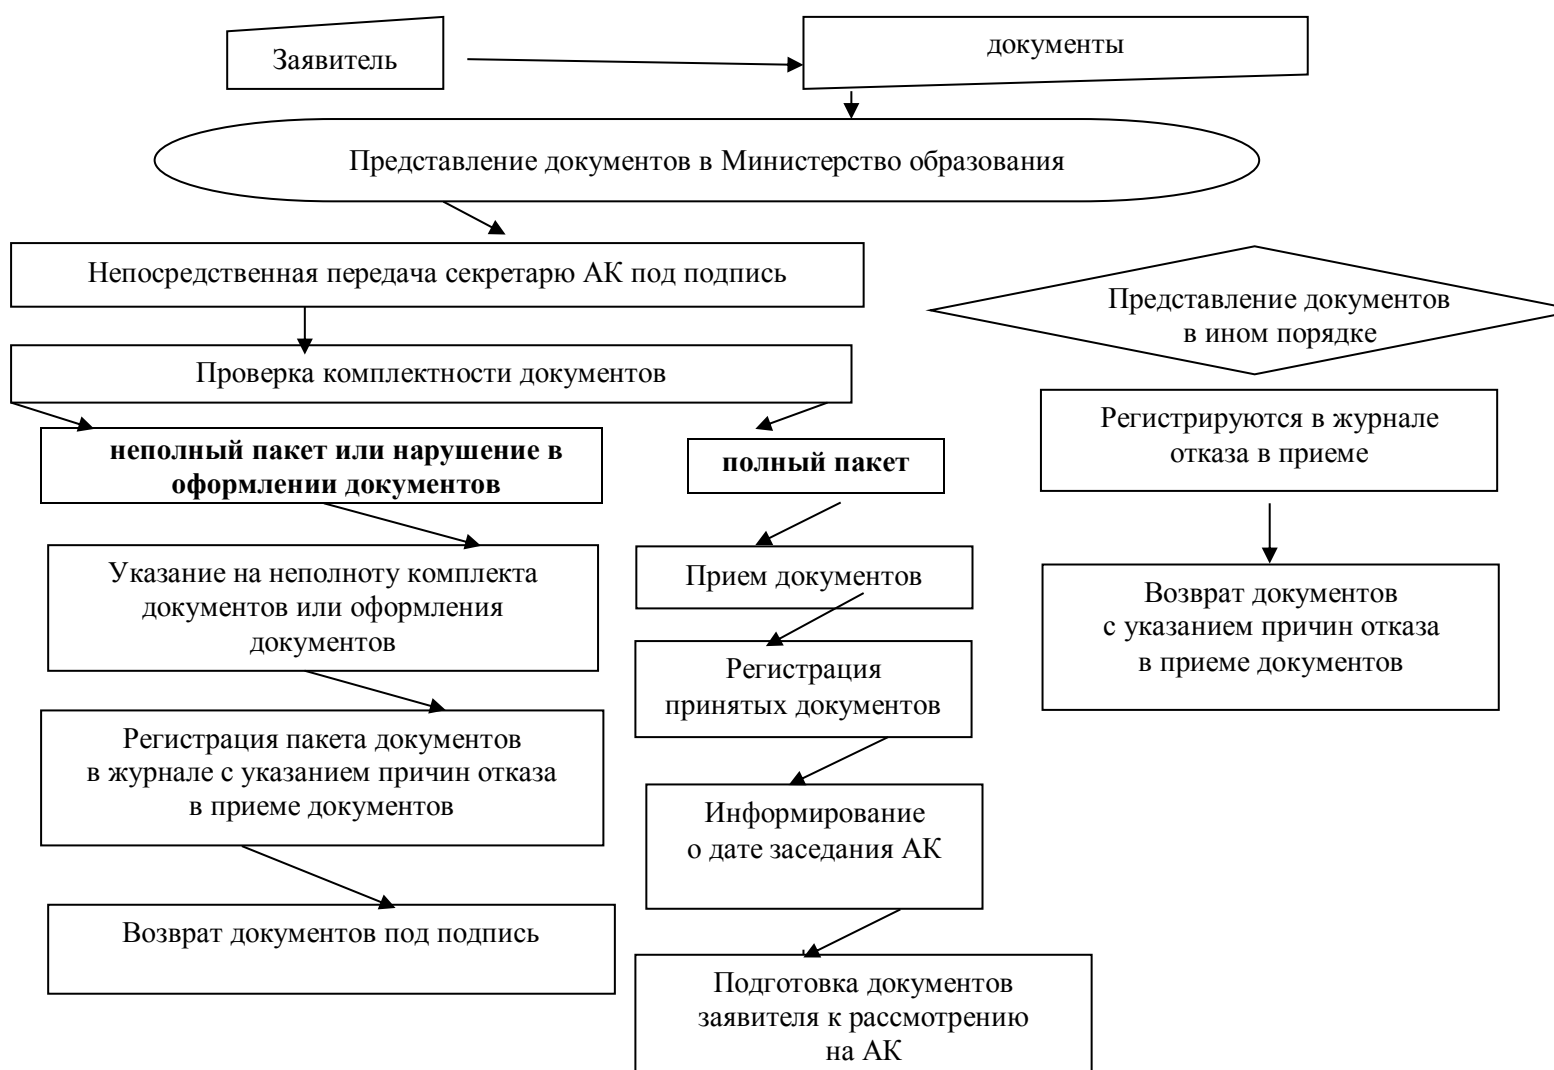 Заявитель
документы
Представление документов в Министерство образования
Непосредственная передача секретарю АК под подпись
Представление документов
в ином порядке
Проверка комплектности документов
неполный пакет или нарушение в
оформлении документов
полный пакет
Регистрируются в журнале
отказа в приеме
Указание на неполноту комплекта
документов или оформления
документов
Прием документов
Возврат документов
с указанием причин отказа
в приеме документов
Регистрация
принятых документов
Регистрация пакета документов
в журнале с указанием причин отказа
в приеме документов
Информирование
о дате заседания АК
Возврат документов под подпись
Подготовка документов
заявителя к рассмотрению
на АК